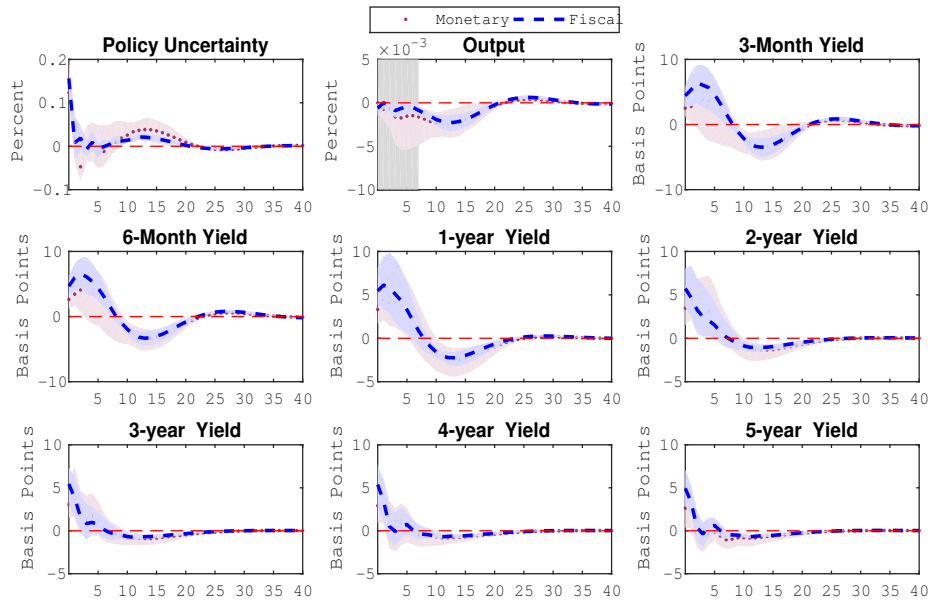 Monetary Fiscal
Policy Uncertainty
Percent
0.2
0.1
0
-0.1
5 10 15 20 25 30 35 40
Output
×10⁻³
Percent
5
0
-5
-10
5 10 15 20 25 30 35 40
3-Month Yield
Basis Points
10
0
-10
5 10 15 20 25 30 35 40
6-Month Yield
Basis Points
10
0
-10
5 10 15 20 25 30 35 40
1-year Yield
Basis Points
10
5
0
-5
5 10 15 20 25 30 35 40
2-year Yield
Basis Points
10
5
0
-5
5 10 15 20 25 30 35 40
3-year Yield
Basis Points
10
5
0
-5
5 10 15 20 25 30 35 40
4-year Yield
Basis Points
10
5
0
-5
5 10 15 20 25 30 35 40
5-year Yield
Basis Points
10
5
0
-5
5 10 15 20 25 30 35 40